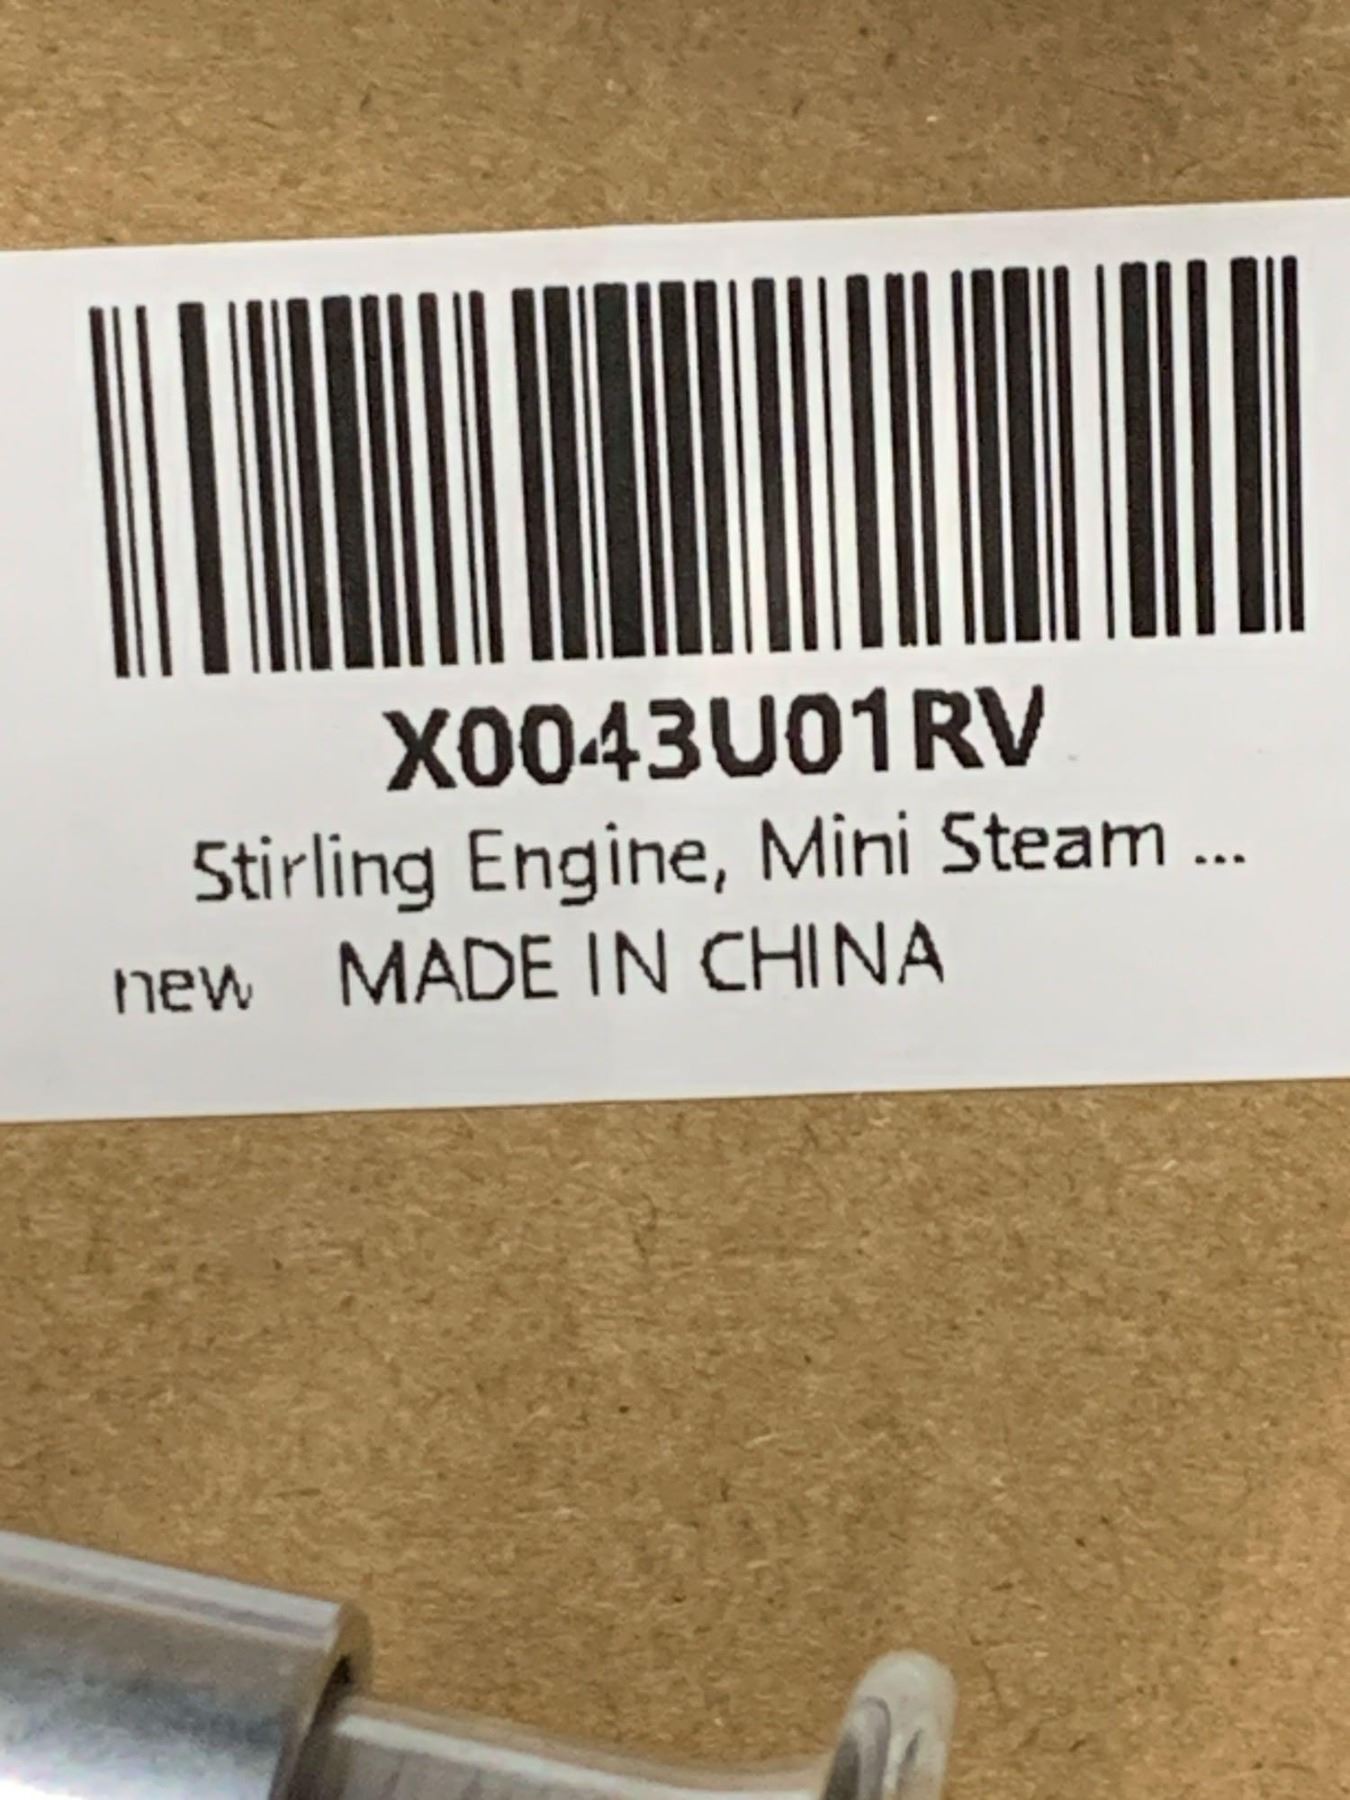 X0043U01RV
Stirling Engine, Mini Steam ...
new MADE IN CHINA